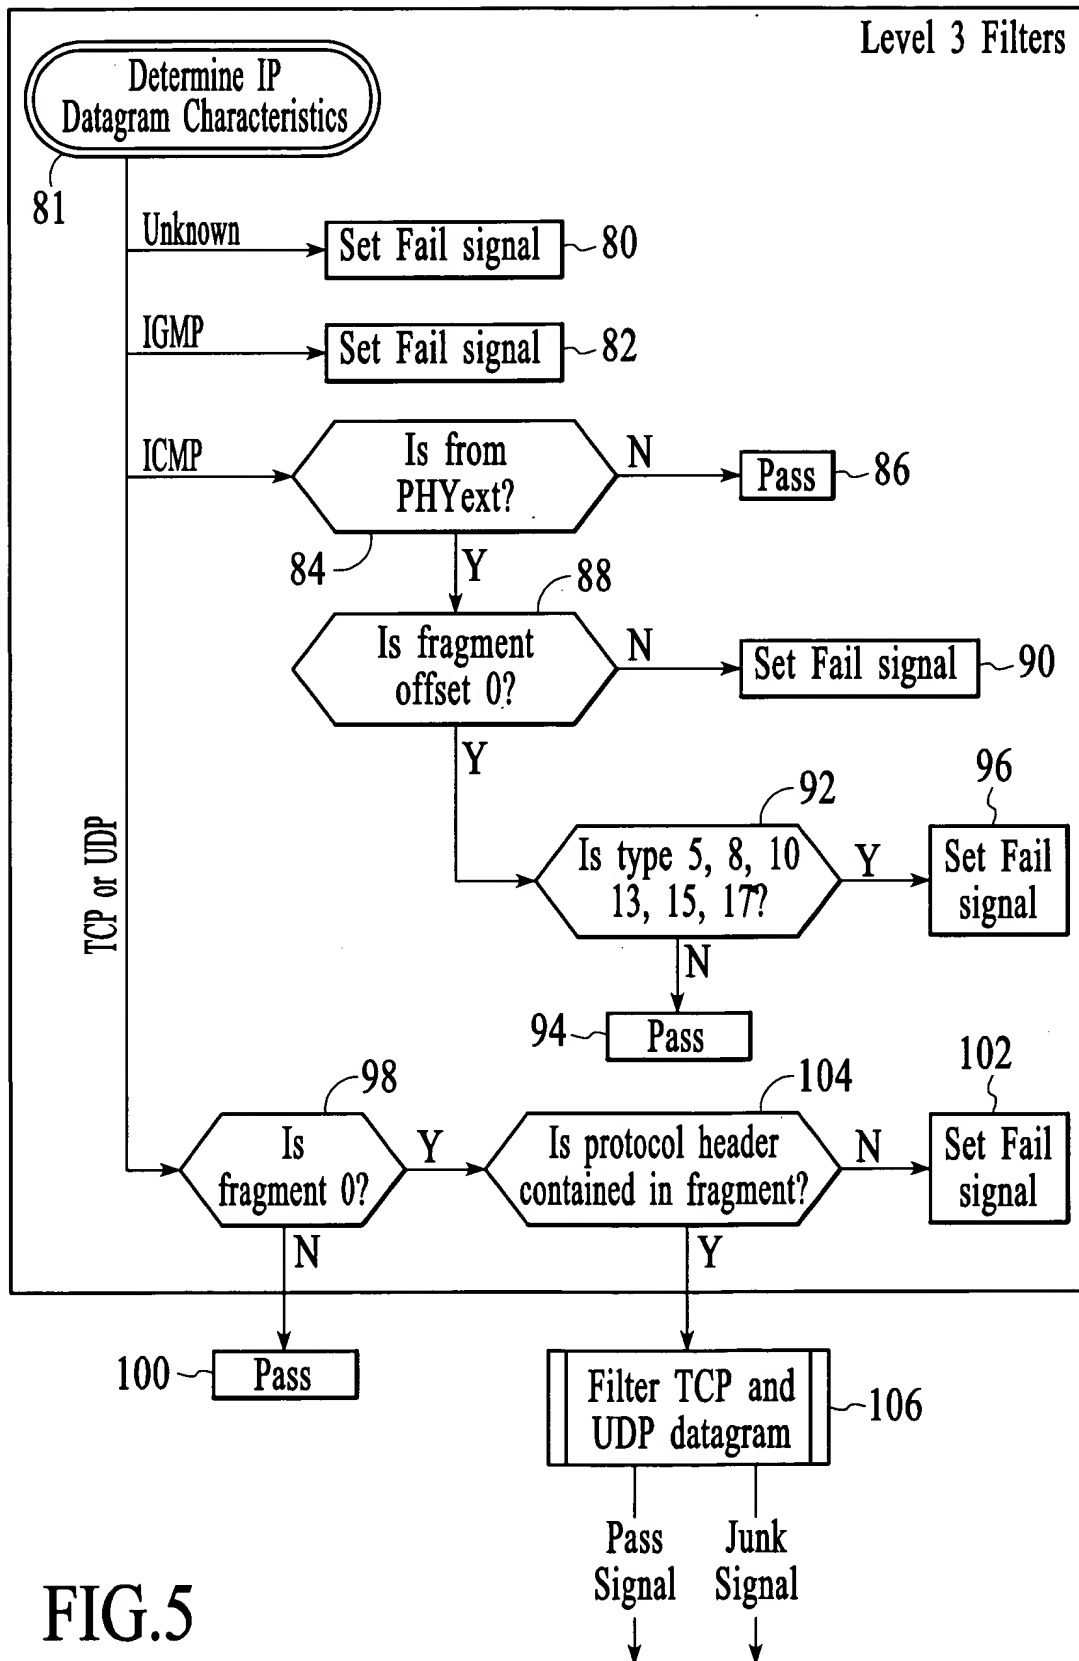 Level 3 Filters
Determine IP
Datagram Characteristics
81
Unknown
Set Fail signal
80
IGMP
Set Fail signal
82
ICMP
Is from
PHYext?
N
Pass
86
84
Y
88
Is fragment
offset 0?
N
Set Fail signal
90
Y
92
96
Is type 5, 8, 10
13, 15, 17?
Y
Set Fail
signal
N
94
Pass
TCP or UDP
98
Is
fragment 0?
Y
104
Is protocol header
contained in fragment?
N
102
Set Fail
signal
N
Y
100
Pass
Filter TCP and
UDP datagram
106
Pass
Signal
Junk
Signal
FIG.5